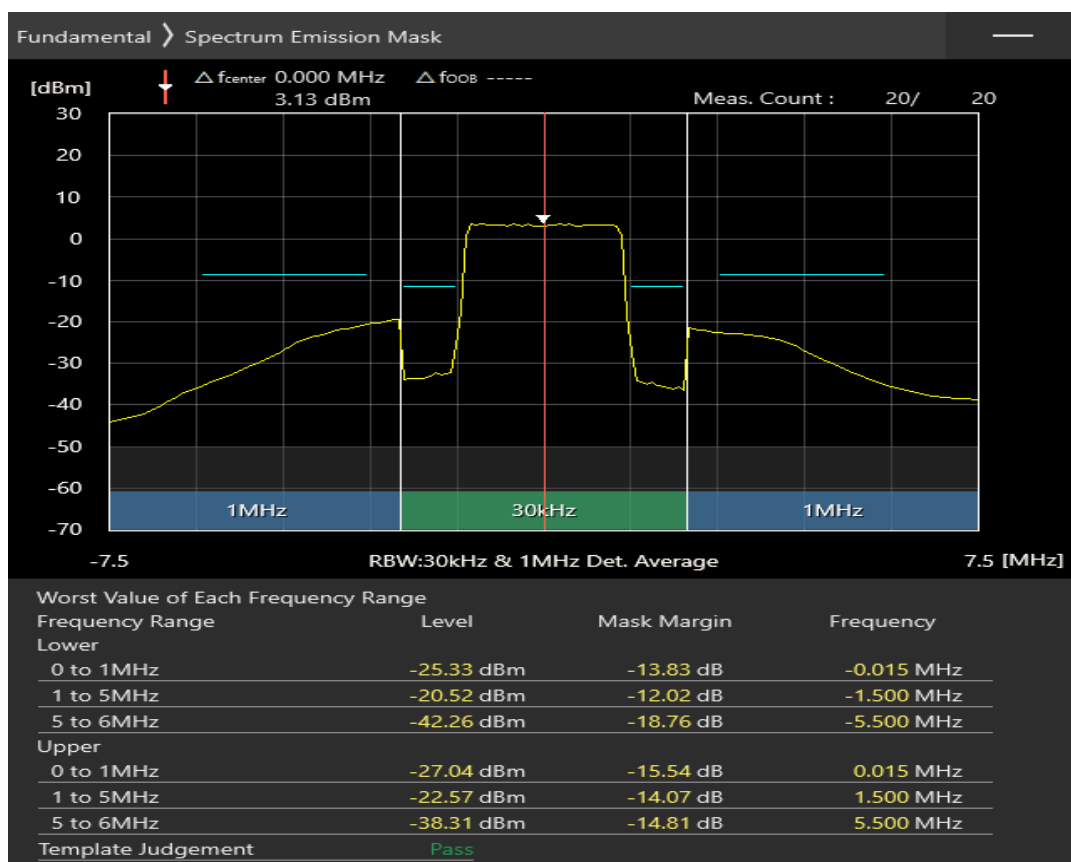 Fundamental ❯ Spectrum Emission Mask
[dBm] △ fcenter 0.000 MHz △ fOOB -----
3.13 dBm Meas. Count : 20/ 20
30
20
10
0
-10
-20
-30
-40
-50
-60
1MHz 30kHz 1MHz
-70
-7.5 RBW:30kHz & 1MHz Det. Average 7.5 [MHz]
Worst Value of Each Frequency Range
Frequency Range Level Mask Margin Frequency
Lower
0 to 1MHz -25.33 dBm -13.83 dB -0.015 MHz
1 to 5MHz -20.52 dBm -12.02 dB -1.500 MHz
5 to 6MHz -42.26 dBm -18.76 dB -5.500 MHz
Upper
0 to 1MHz -27.04 dBm -15.54 dB 0.015 MHz
1 to 5MHz -22.57 dBm -14.07 dB 1.500 MHz
5 to 6MHz -38.31 dBm -14.81 dB 5.500 MHz
Template Judgement Pass